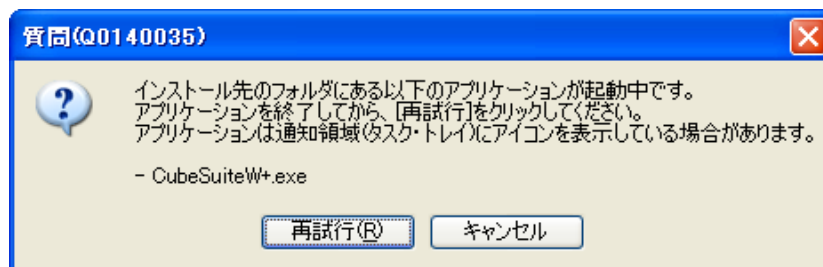 質問(Q0140035)
インストール先のフォルダにある以下のアプリケーションが起動中です。
アプリケーションを終了してから、[再試行]をクリックしてください。
アプリケーションは通知領域(タスク・トレイ)にアイコンを表示している場合があります。
- CubeSuiteW+.exe
再試行(R)
キャンセル